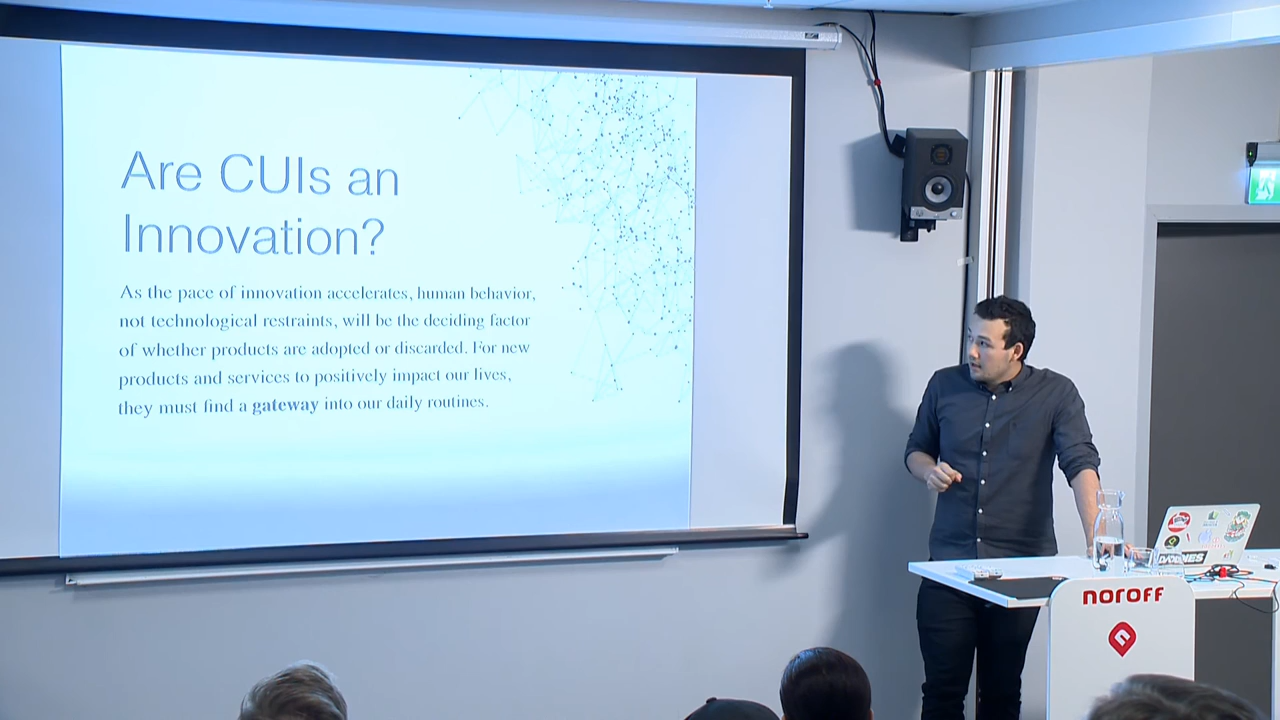 Are CUIs an
Innovation?
As the pace of innovation accelerates, human behavior,
not technological restraints, will be the deciding factor
of whether products are adopted or discarded. For new
products and services to positively impact our lives,
they must find a gateway into our daily routines.
noroff